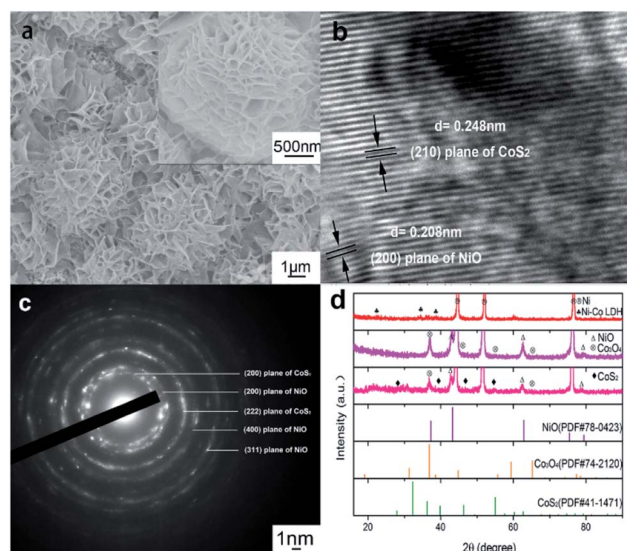 a
500nm
1μm
b
d= 0.248nm
(210) plane of CoS₂
d= 0.208nm
(200) plane of NiO
c
(200) plane of CoS₂
(200) plane of NiO
(222) plane of CoS₂
(400) plane of NiO
(311) plane of NiO
1nm
d
⊗Ni
♣Ni-Co LDH
△NiO
⊗Co₃O₄
♦CoS₂
NiO(PDF#78-0423)
Co₃O₄(PDF#74-2120)
CoS₂(PDF#41-1471)
Intensity (a.u.)
20 40 60 80
2θ (degree)